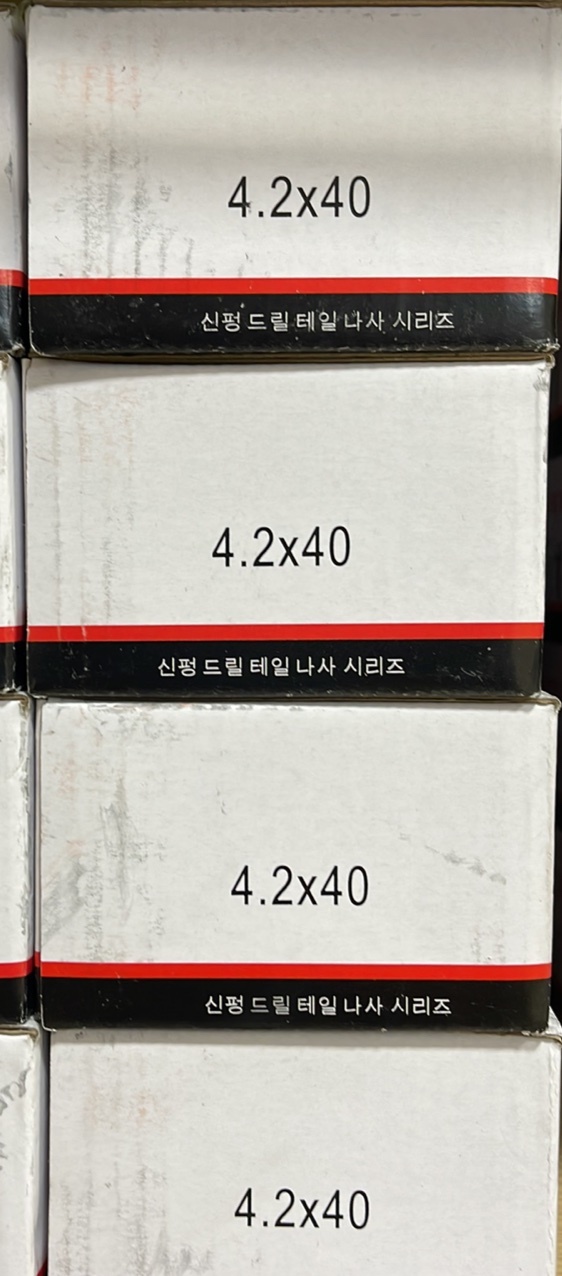 4.2x40
신펑 드릴 테일 나사 시리즈
4.2x40
신펑 드릴 테일 나사 시리즈
4.2x40
신펑 드릴 테일 나사 시리즈
4.2x40